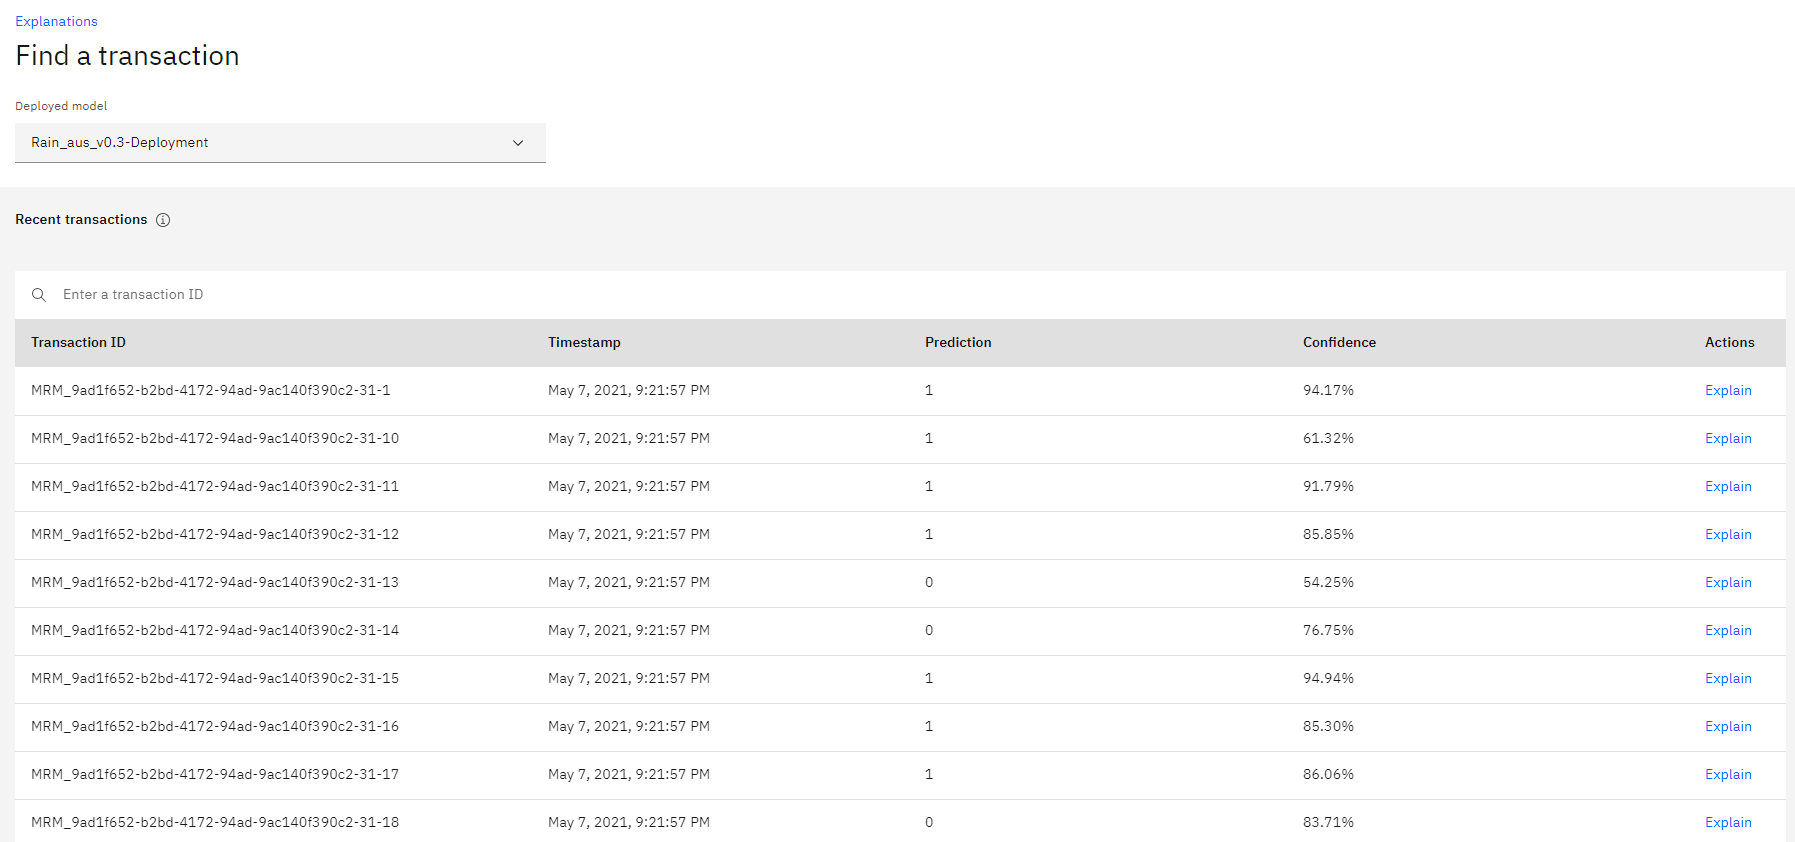 Explanations
Find a transaction
Deployed model
Rain_aus_v0.3-Deployment
Recent transactions
Enter a transaction ID
Transaction ID Timestamp Prediction Confidence Actions
MRM_9ad1f652-b2bd-4172-94ad-9ac140f390c2-31-1 May 7, 2021, 9:21:57 PM 1 94.17% Explain
MRM_9ad1f652-b2bd-4172-94ad-9ac140f390c2-31-10 May 7, 2021, 9:21:57 PM 1 61.32% Explain
MRM_9ad1f652-b2bd-4172-94ad-9ac140f390c2-31-11 May 7, 2021, 9:21:57 PM 1 91.79% Explain
MRM_9ad1f652-b2bd-4172-94ad-9ac140f390c2-31-12 May 7, 2021, 9:21:57 PM 1 85.85% Explain
MRM_9ad1f652-b2bd-4172-94ad-9ac140f390c2-31-13 May 7, 2021, 9:21:57 PM 0 54.25% Explain
MRM_9ad1f652-b2bd-4172-94ad-9ac140f390c2-31-14 May 7, 2021, 9:21:57 PM 0 76.75% Explain
MRM_9ad1f652-b2bd-4172-94ad-9ac140f390c2-31-15 May 7, 2021, 9:21:57 PM 1 94.94% Explain
MRM_9ad1f652-b2bd-4172-94ad-9ac140f390c2-31-16 May 7, 2021, 9:21:57 PM 1 85.30% Explain
MRM_9ad1f652-b2bd-4172-94ad-9ac140f390c2-31-17 May 7, 2021, 9:21:57 PM 1 86.06% Explain
MRM_9ad1f652-b2bd-4172-94ad-9ac140f390c2-31-18 May 7, 2021, 9:21:57 PM 0 83.71% Explain